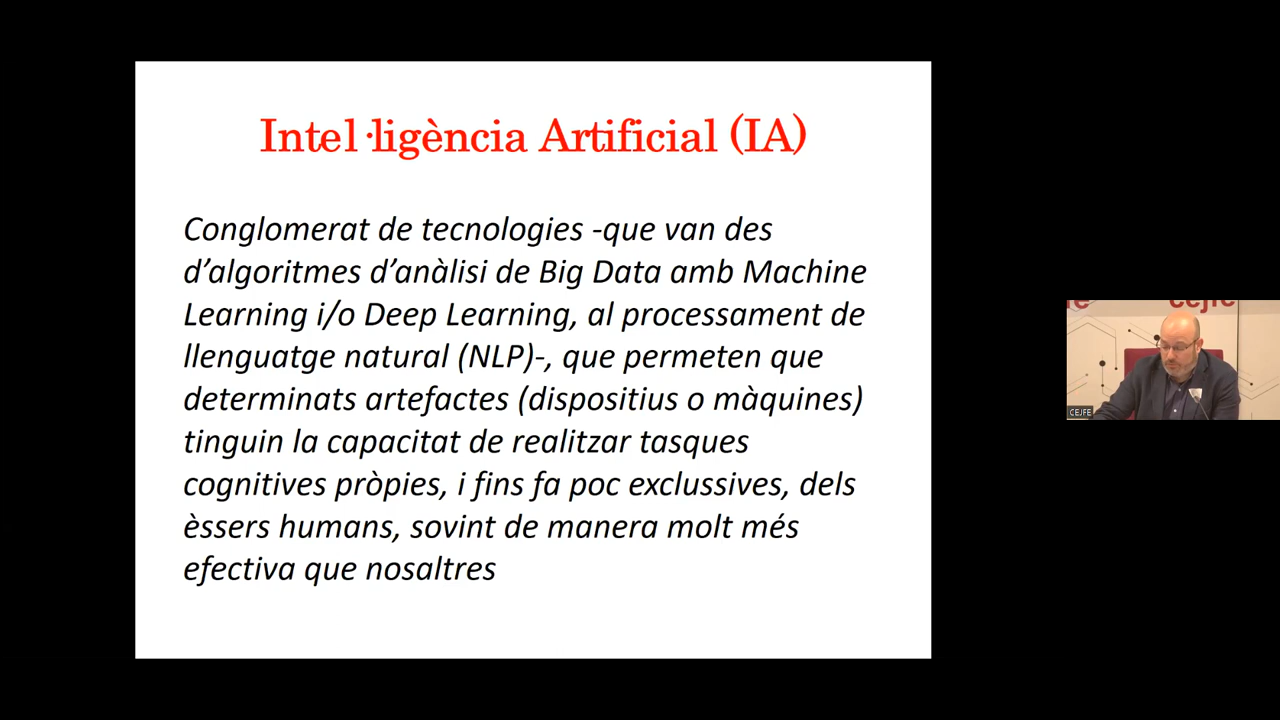 Intel·ligència Artificial (IA)
Conglomerat de tecnologies -que van des
d’algoritmes d’anàlisi de Big Data amb Machine
Learning i/o Deep Learning, al processament de
llenguatge natural (NLP)-, que permeten que
determinats artefactes (dispositius o màquines)
tinguin la capacitat de realitzar tasques
cognitives pròpies, i fins fa poc exclussives, dels
èssers humans, sovint de manera molt més
efectiva que nosaltres
cejfe
CEJFE